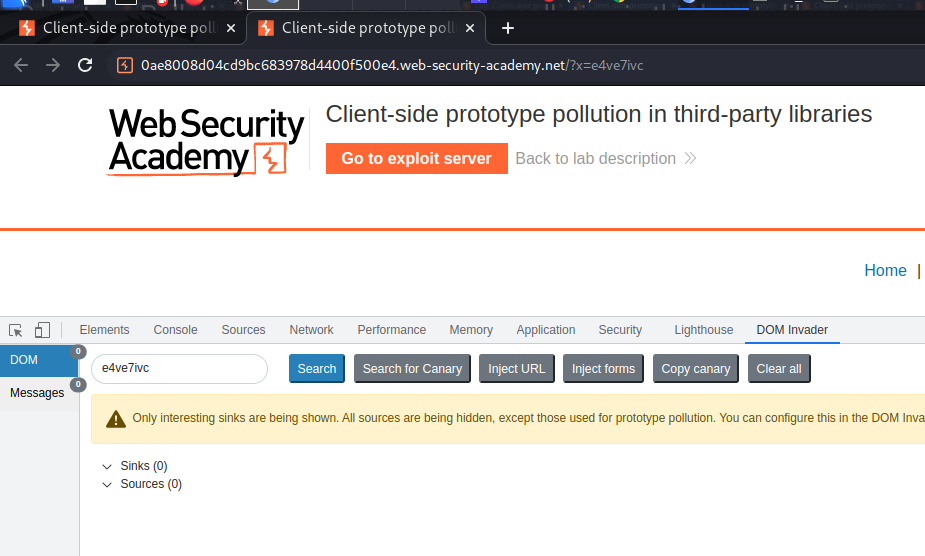 Client-side prototype poll
Client-side prototype poll
0ae8008d04cd9bc683978d4400f500e4.web-security-academy.net/?x=e4ve7ivc
Web Security
Academy
Client-side prototype pollution in third-party libraries
Go to exploit server
Back to lab description
Home |
Elements Console Sources Network Performance Memory Application Security Lighthouse DOM Invader
DOM 0
Messages 0
e4ve7ivc
Search
Search for Canary
Inject URL
Inject forms
Copy canary
Clear all
Only interesting sinks are being shown. All sources are being hidden, except those used for prototype pollution. You can configure this in the DOM Inva
Sinks (0)
Sources (0)